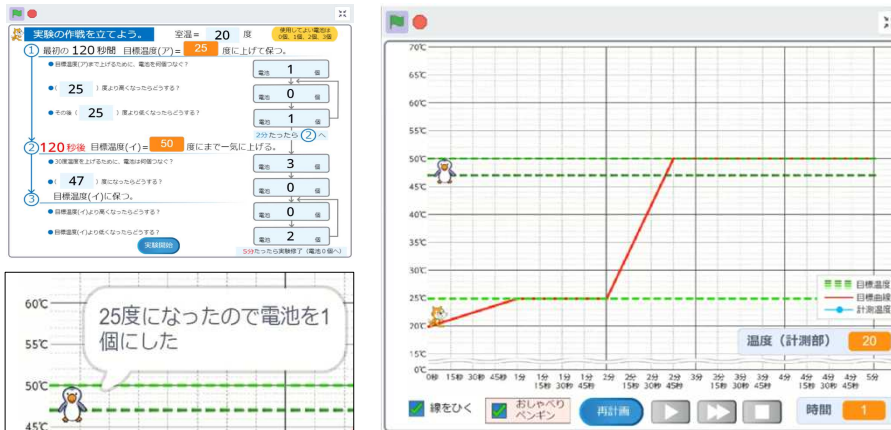 実験の作戦を立てよう。
室温＝ 20 度
使用してよい電池は
0個、1個、2個、3個
① 最初の 120 秒間 目標温度(ア)＝ 25 度に上げて保つ。
●目標温度(ア)まで上げるために、電池を何個つなぐ？
電池 1 個
●( 25 ) 度より高くなったらどうする？
電池 0 個
●その後 ( 25 ) 度より低くなったらどうする？
電池 1 個
2分たったら ② へ
② 120秒後 目標温度(イ)＝ 50 度にまで一気に上げる。
●30度温度を上げるために、電池は何個つなぐ？
電池 3 個
●( 47 ) 度になったらどうする？
電池 0 個
③ 目標温度(イ)に保つ。
●目標温度(イ)より高くなったらどうする？
電池 0 個
●目標温度(イ)より低くなったらどうする？
電池 2 個
実験開始
5分たったら実験終了（電池０個へ）
60℃
55℃
50℃
45℃
25度になったので電池を1
個にした
70℃
65℃
60℃
55℃
50℃
45℃
40℃
35℃
30℃
25℃
20℃
15℃
0℃
目標温度
目標曲線
計測温度
温度（計測部） 20
0秒 15秒 30秒 45秒 1分 1分15秒 1分30秒 1分45秒 2分 2分15秒 2分30秒 2分45秒 3分 3分15秒 3分30秒 3分45秒 4分 4分15秒 4分30秒 4分45秒 5分
線をひく
おしゃべり
ペンギン
再計画
時間 1